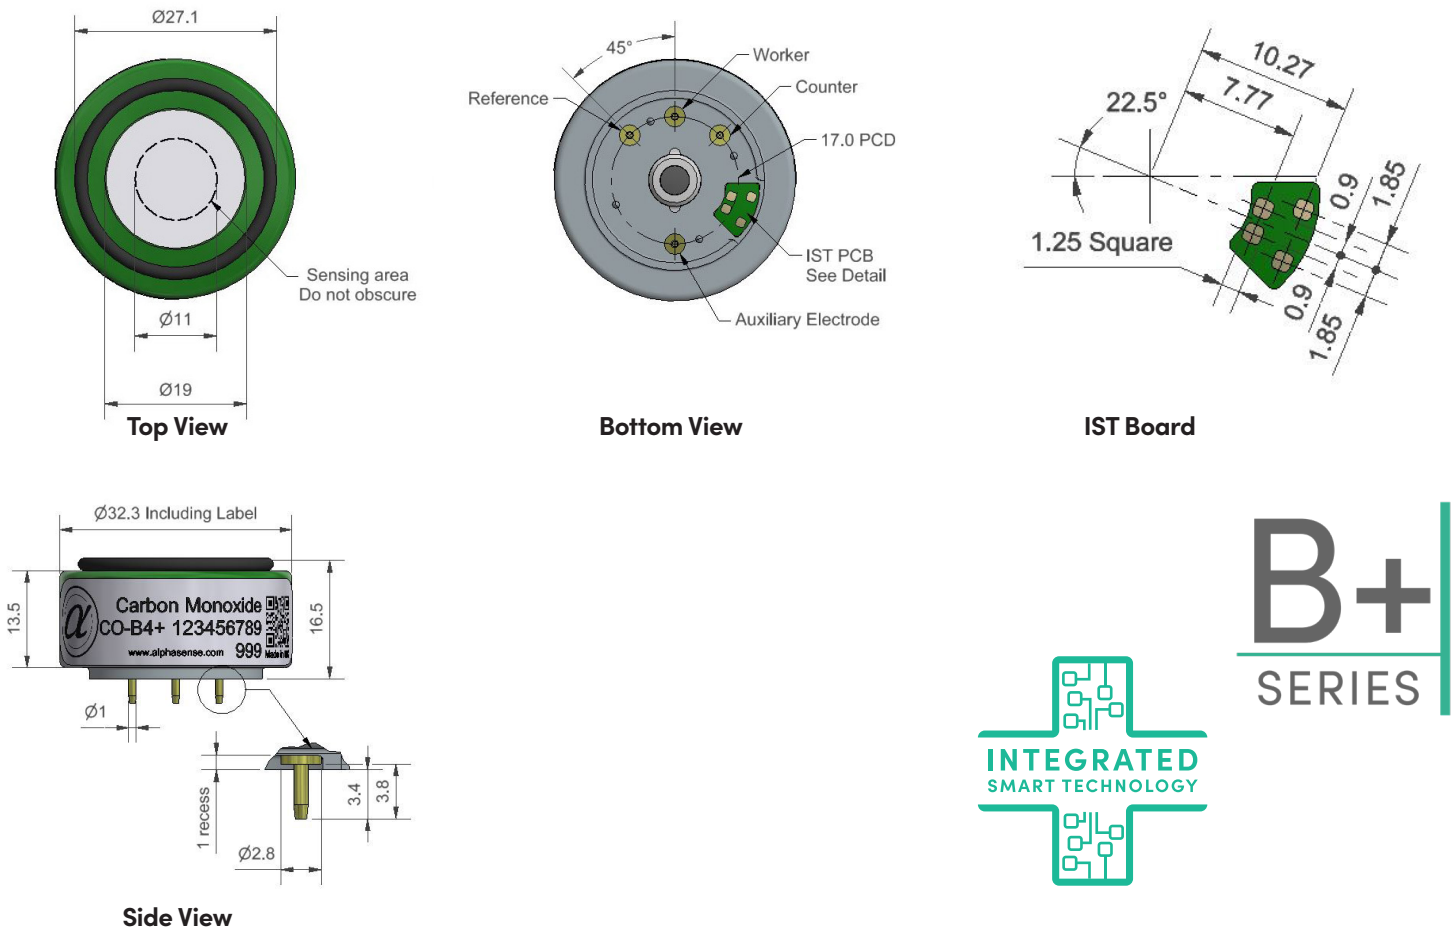 Ø27.1
Sensing area
Do not obscure
Ø11
Ø19
Top View
45°
Worker
Reference
Counter
17.0 PCD
IST PCB
See Detail
Auxiliary Electrode
Bottom View
10.27
7.77
22.5°
0.9
1.85
1.25 Square
0.9
1.85
IST Board
Ø32.3 Including Label
13.5
16.5
α
Carbon Monoxide
CO-B4+ 123456789
www.alphasense.com 999
Ø1
1 recess
3.4
3.8
Ø2.8
Side View
B+
SERIES
INTEGRATED
SMART TECHNOLOGY